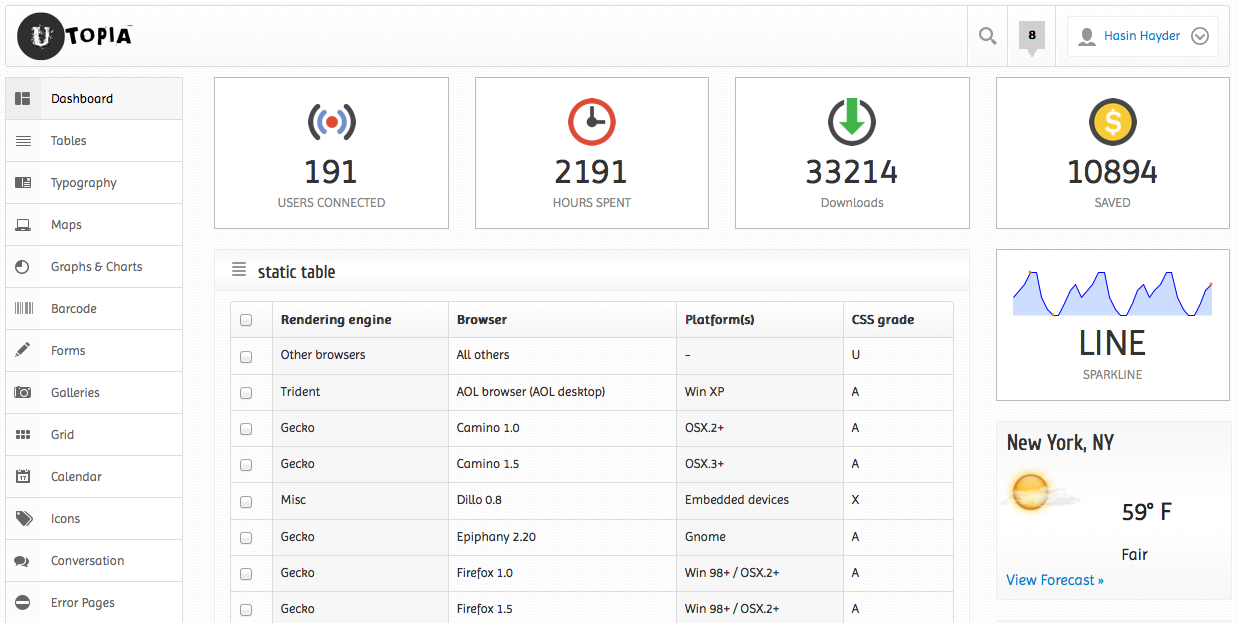 UTOPIA™
8
Hasin Hayder
Dashboard
Tables
Typography
Maps
Graphs & Charts
Barcode
Forms
Galleries
Grid
17
Calendar
Icons
Conversation
Error Pages
191
USERS CONNECTED
2191
HOURS SPENT
33214
Downloads
$
10894
SAVED
static table
Rendering engine Browser Platform(s) CSS grade
Other browsers All others - U
Trident AOL browser (AOL desktop) Win XP A
Gecko Camino 1.0 OSX.2+ A
Gecko Camino 1.5 OSX.3+ A
Misc Dillo 0.8 Embedded devices X
Gecko Epiphany 2.20 Gnome A
Gecko Firefox 1.0 Win 98+ / OSX.2+ A
Gecko Firefox 1.5 Win 98+ / OSX.2+ A
LINE
SPARKLINE
New York, NY
59° F
Fair
View Forecast »